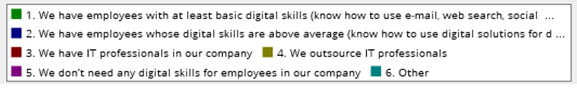 1. We have employees with at least basic digital skills (know how to use e-mail, web search, social ...
2. We have employees whose digital skills are above average (know how to use digital solutions for d ...
3. We have IT professionals in our company 4. We outsource IT professionals
5. We don't need any digital skills for employees in our company 6. Other